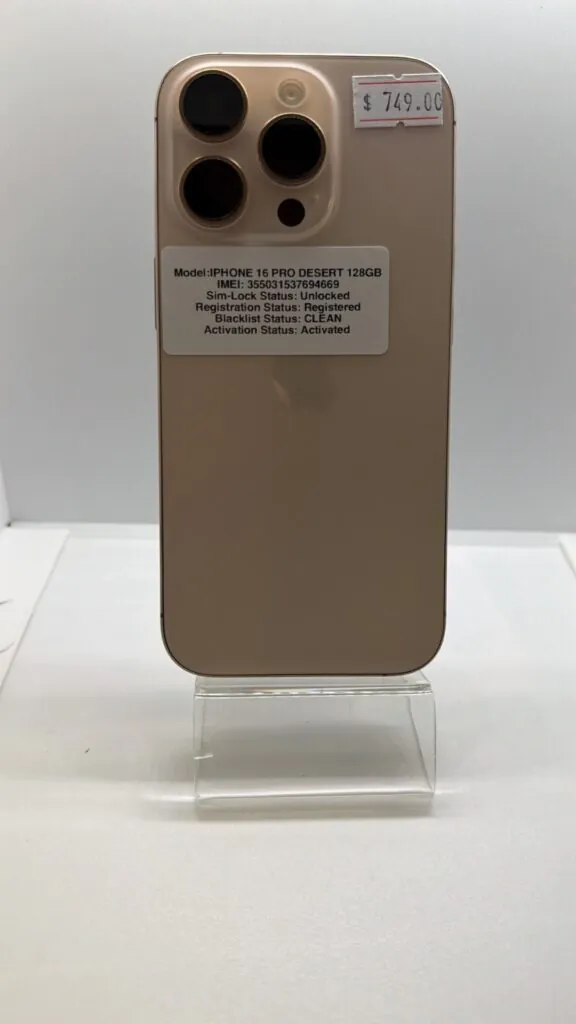 $ 749.00
Model:IPHONE 16 PRO DESERT 128GB
IMEI: 355031537694669
Sim-Lock Status: Unlocked
Registration Status: Registered
Blacklist Status: CLEAN
Activation Status: Activated